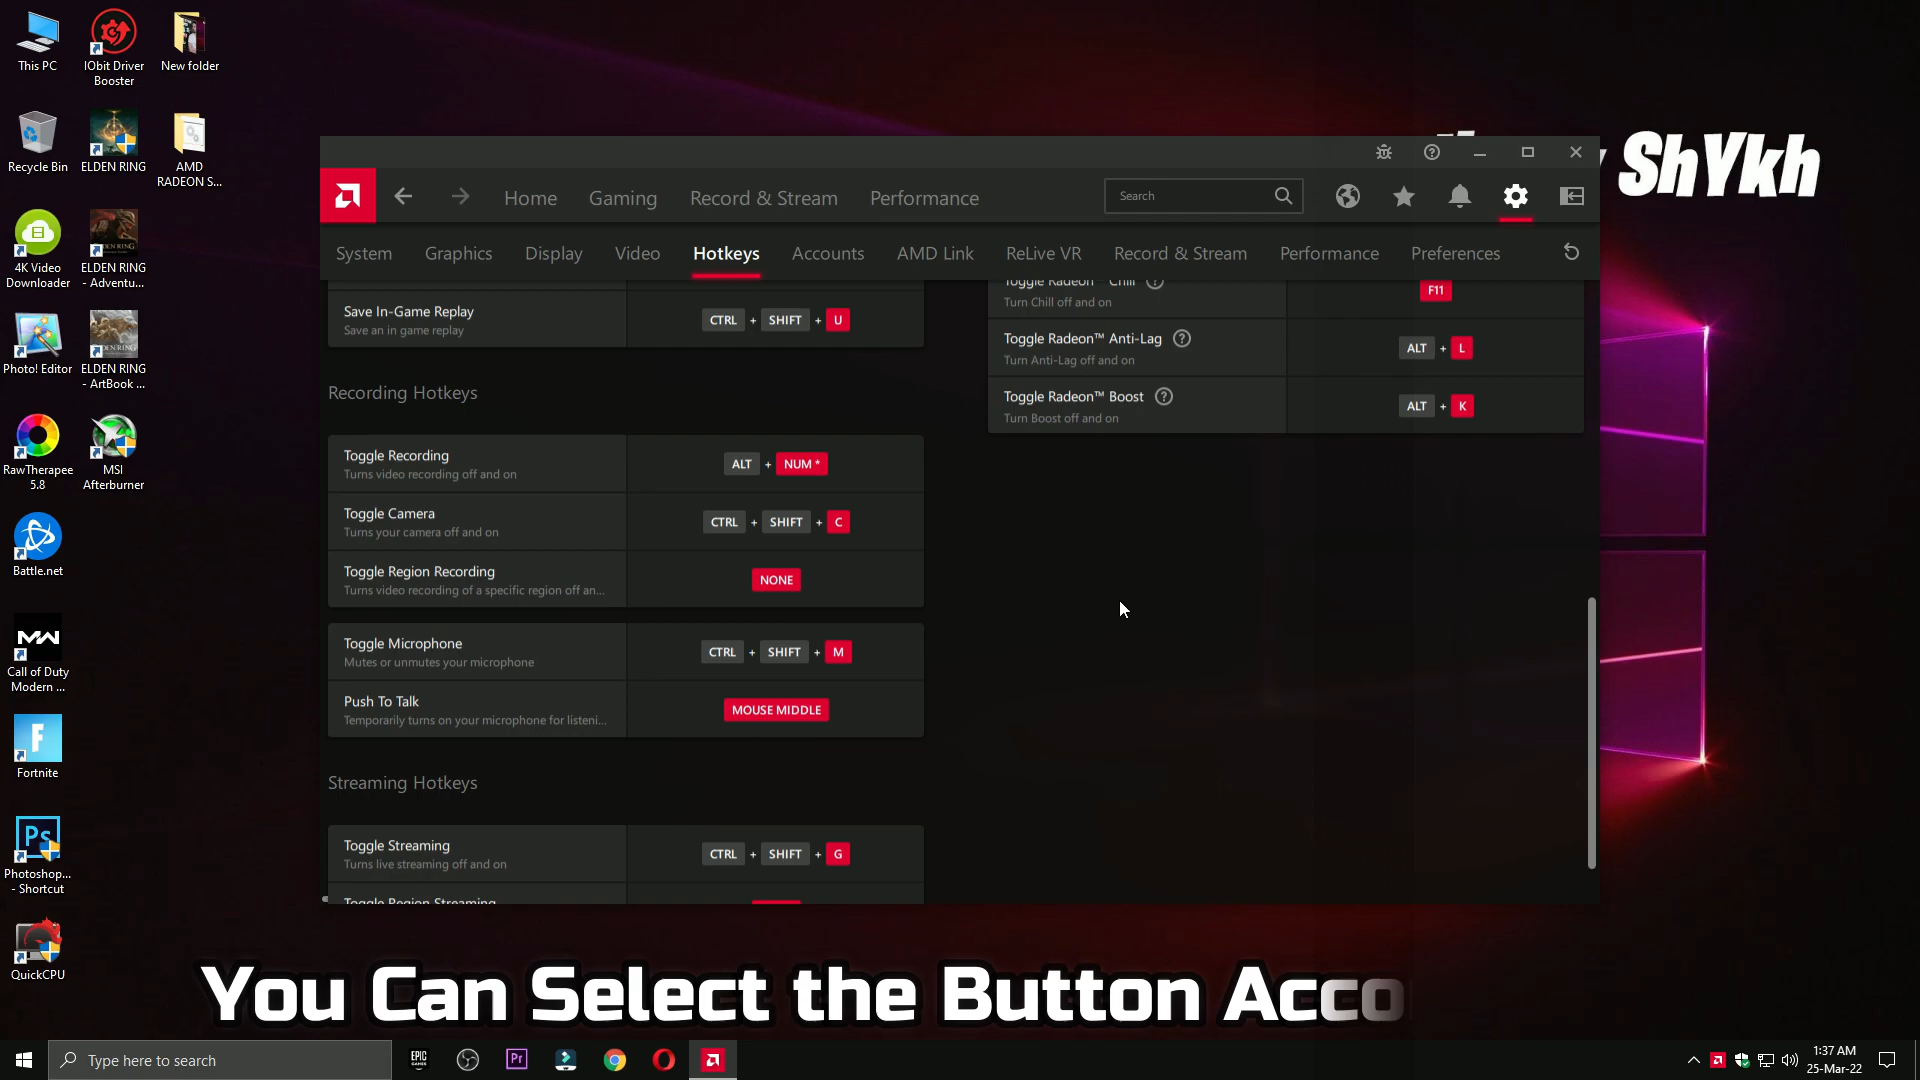 This PC
IObit Driver
Booster
New folder
Recycle Bin
ELDEN RING
AMD
RADEON S...
4K Video
Downloader
ELDEN RING
- Adventu...
Photo! Editor
ELDEN RING
- ArtBook ...
RawTherapee
5.8
MSI
Afterburner
Battle.net
Call of Duty
Modern ...
Fortnite
Photoshop...
- Shortcut
QuickCPU
ShYkh
Home Gaming Record & Stream Performance
Search
System Graphics Display Video Hotkeys Accounts AMD Link ReLive VR Record & Stream Performance Preferences
Save In-Game Replay
Save an in game replay
CTRL + SHIFT + U
Recording Hotkeys
Toggle Recording
Turns video recording off and on
ALT + NUM *
Toggle Camera
Turns your camera off and on
CTRL + SHIFT + C
Toggle Region Recording
Turns video recording of a specific region off an...
NONE
Toggle Microphone
Mutes or unmutes your microphone
CTRL + SHIFT + M
Push To Talk
Temporarily turns on your microphone for listeni...
MOUSE MIDDLE
Streaming Hotkeys
Toggle Streaming
Turns live streaming off and on
CTRL + SHIFT + G
Toggle Region Streaming
Toggle Radeon™ Chill
Turn Chill off and on
F11
Toggle Radeon™ Anti-Lag
Turn Anti-Lag off and on
ALT + L
Toggle Radeon™ Boost
Turn Boost off and on
ALT + K
You Can Select the Button Acco
Type here to search
EPIC
GAMES
Pr
1:37 AM
25-Mar-22